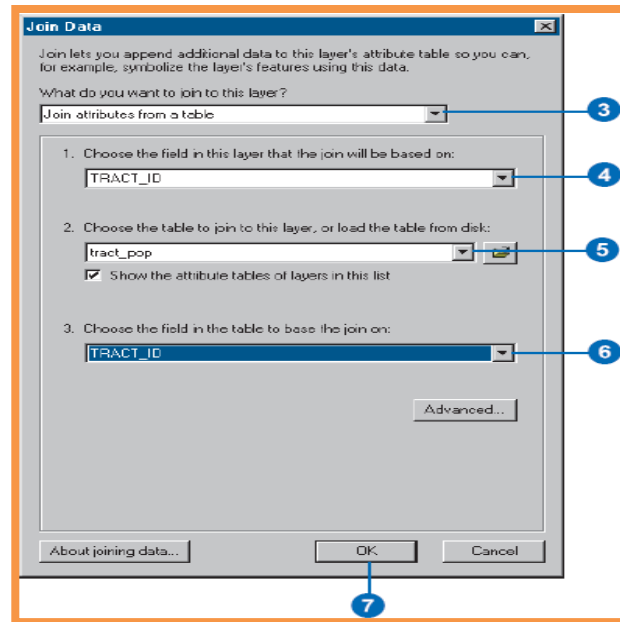 Join Data
Join lets you append additional data to this layer's attribute table so you can,
for example, symbolize the layer's features using this data.
What do you want to join to this layer?
Join attributes from a table
3
1. Choose the field in this layer that the join will be based on:
TRACT_ID
4
2. Choose the table to join to this layer, or load the table from disk:
tract_pop
5
Show the attribute tables of layers in this list
3. Choose the field in the table to base the join on:
TRACT_ID
6
Advanced...
About joining data...
OK
Cancel
7